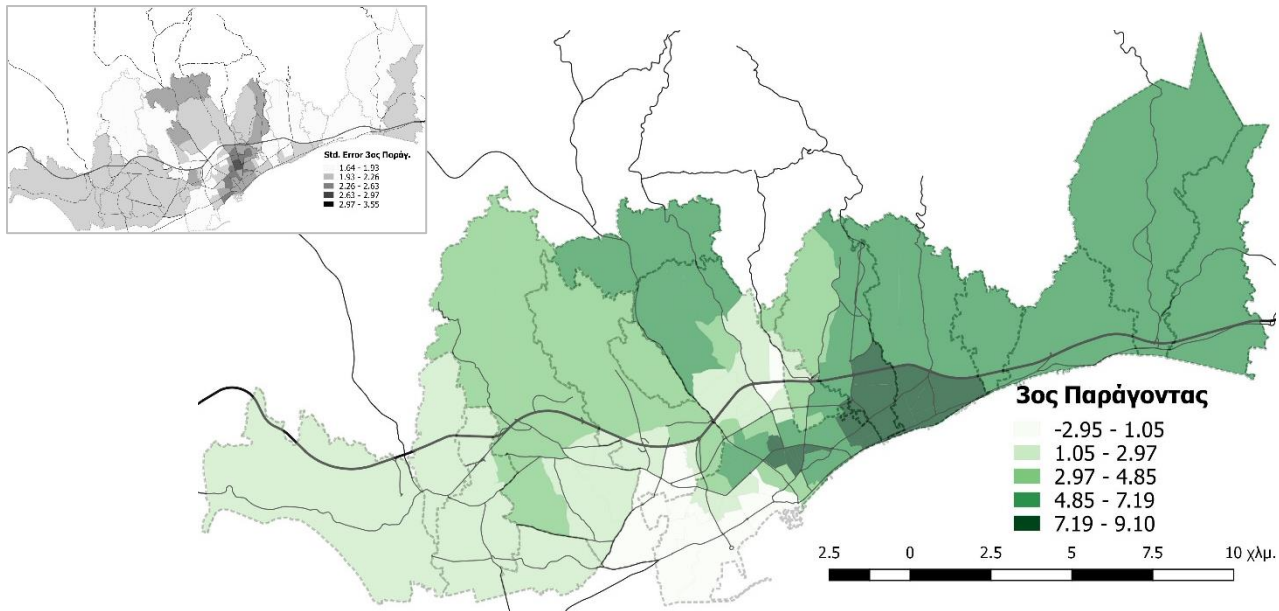 Std. Error 3ος Παράγ.
1.64 - 1.93
1.93 - 2.26
2.26 - 2.63
2.63 - 2.97
2.97 - 3.55
3ος Παράγοντας
-2.95 - 1.05
1.05 - 2.97
2.97 - 4.85
4.85 - 7.19
7.19 - 9.10
2.5 0 2.5 5 7.5 10 χλμ.